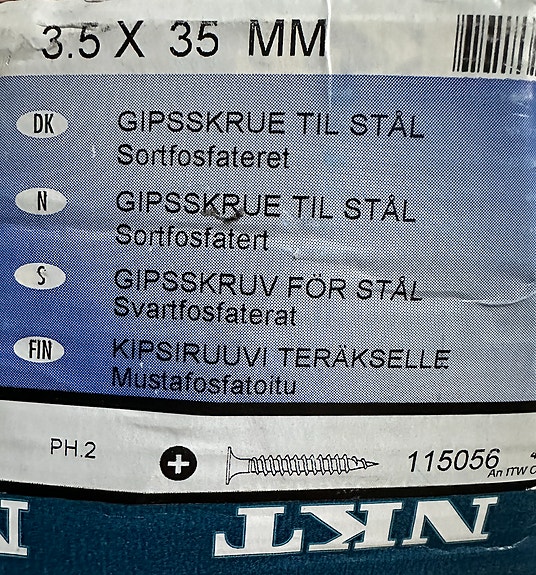 3.5 X 35 MM
DK GIPSSKRUE TIL STÅL
Sortfosfateret
N GIPSSKRUE TIL STÅL
Sortfosfatert
S GIPSSKRUV FÖR STÅL
Svartfosfaterat
FIN KIPSIRUUVI TERÄKSELLE
Mustafosfatoitu
PH.2 115056
An ITW
NKT